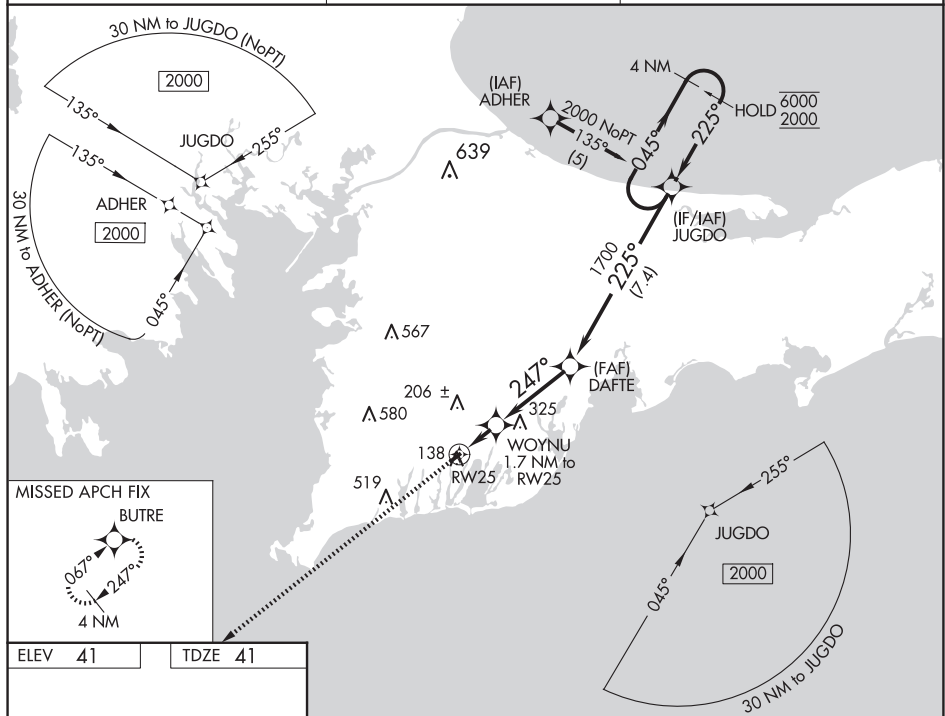 30 NM to JUGDO (NoPT)
2000
135°
JUGDO
255°
135°
ADHER
2000
30 NM to ADHER (NoPT)
045°
(IAF)
ADHER
2000 NoPT
135°
(5)
4 NM
HOLD 6000
2000
045°
225°
(IF/IAF)
JUGDO
639
1700
225°
(7.4)
567
(FAF)
DAFTE
247°
206 ±
580
325
WOYNU
1.7 NM to
RW25
138
RW25
519
MISSED APCH FIX
BUTRE
067°
247°
4 NM
255°
JUGDO
2000
045°
30 NM to JUGDO
ELEV 41
TDZE 41